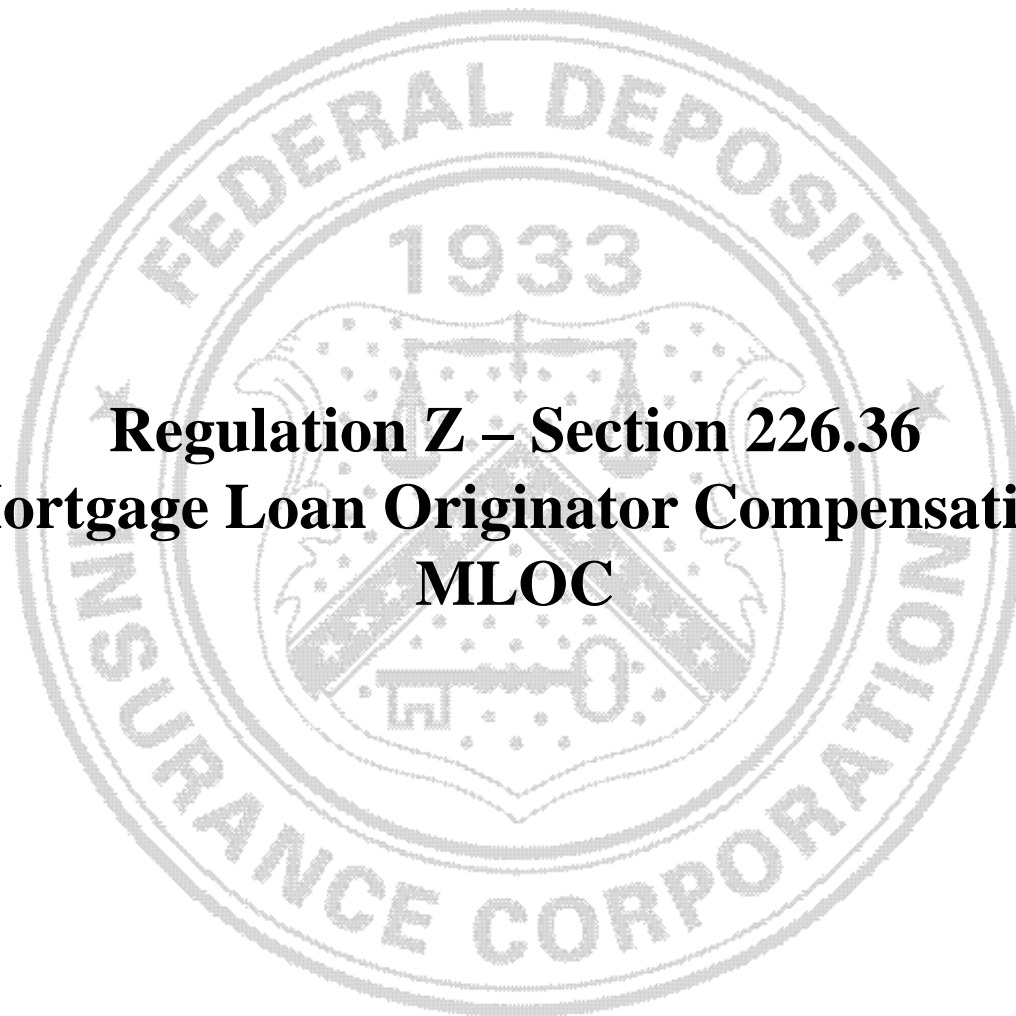 FEDERAL DEPOSIT
1933
Regulation Z – Section 226.36
ortgage Loan Originator Compensati
MLOC
INSURANCE CORPORATION